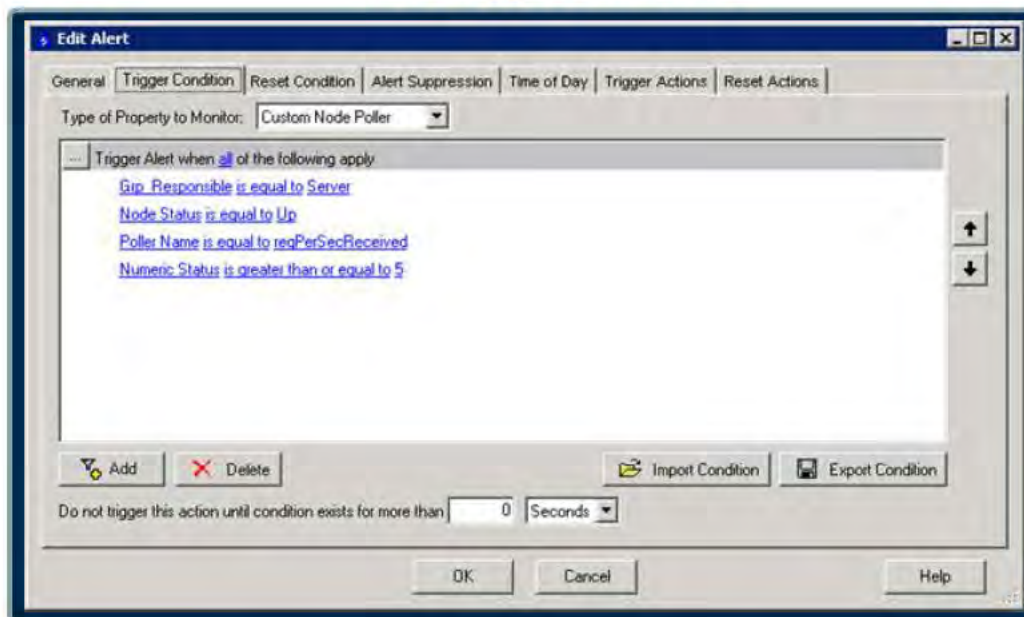 Edit Alert
General Trigger Condition Reset Condition Alert Suppression Time of Day Trigger Actions Reset Actions
Type of Property to Monitor: Custom Node Poller
... Trigger Alert when all of the following apply
Grp_Responsible is equal to Server
Node Status is equal to Up
Poller Name is equal to reqPerSecReceived
Numeric Status is greater than or equal to 5
Add Delete Import Condition Export Condition
Do not trigger this action until condition exists for more than 0 Seconds
OK Cancel Help